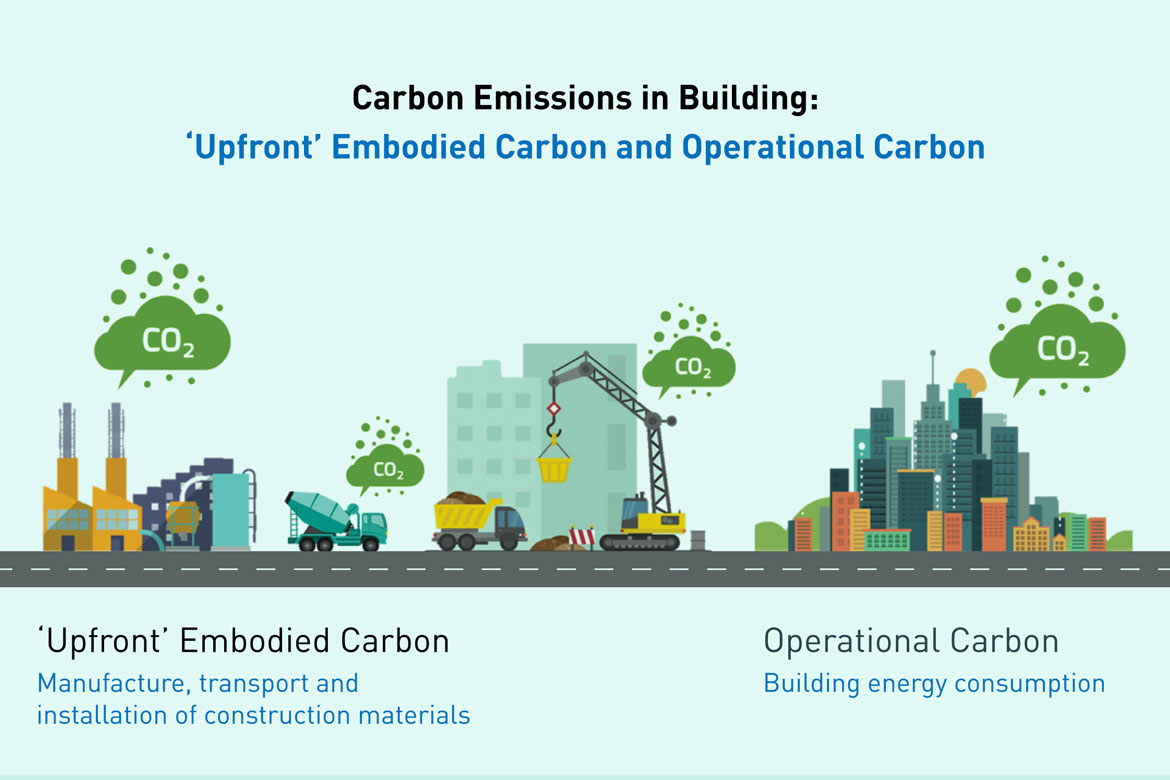 Carbon Emissions in Building:
‘Upfront’ Embodied Carbon and Operational Carbon
CO₂
CO₂
CO₂
CO₂
‘Upfront’ Embodied Carbon
Manufacture, transport and
installation of construction materials
Operational Carbon
Building energy consumption